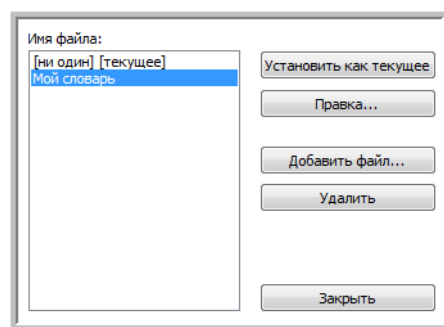 Имя файла:
[ни один] [текущее]
Мой словарь
Установить как текущее
Правка...
Добавить файл...
Удалить
Закрыть